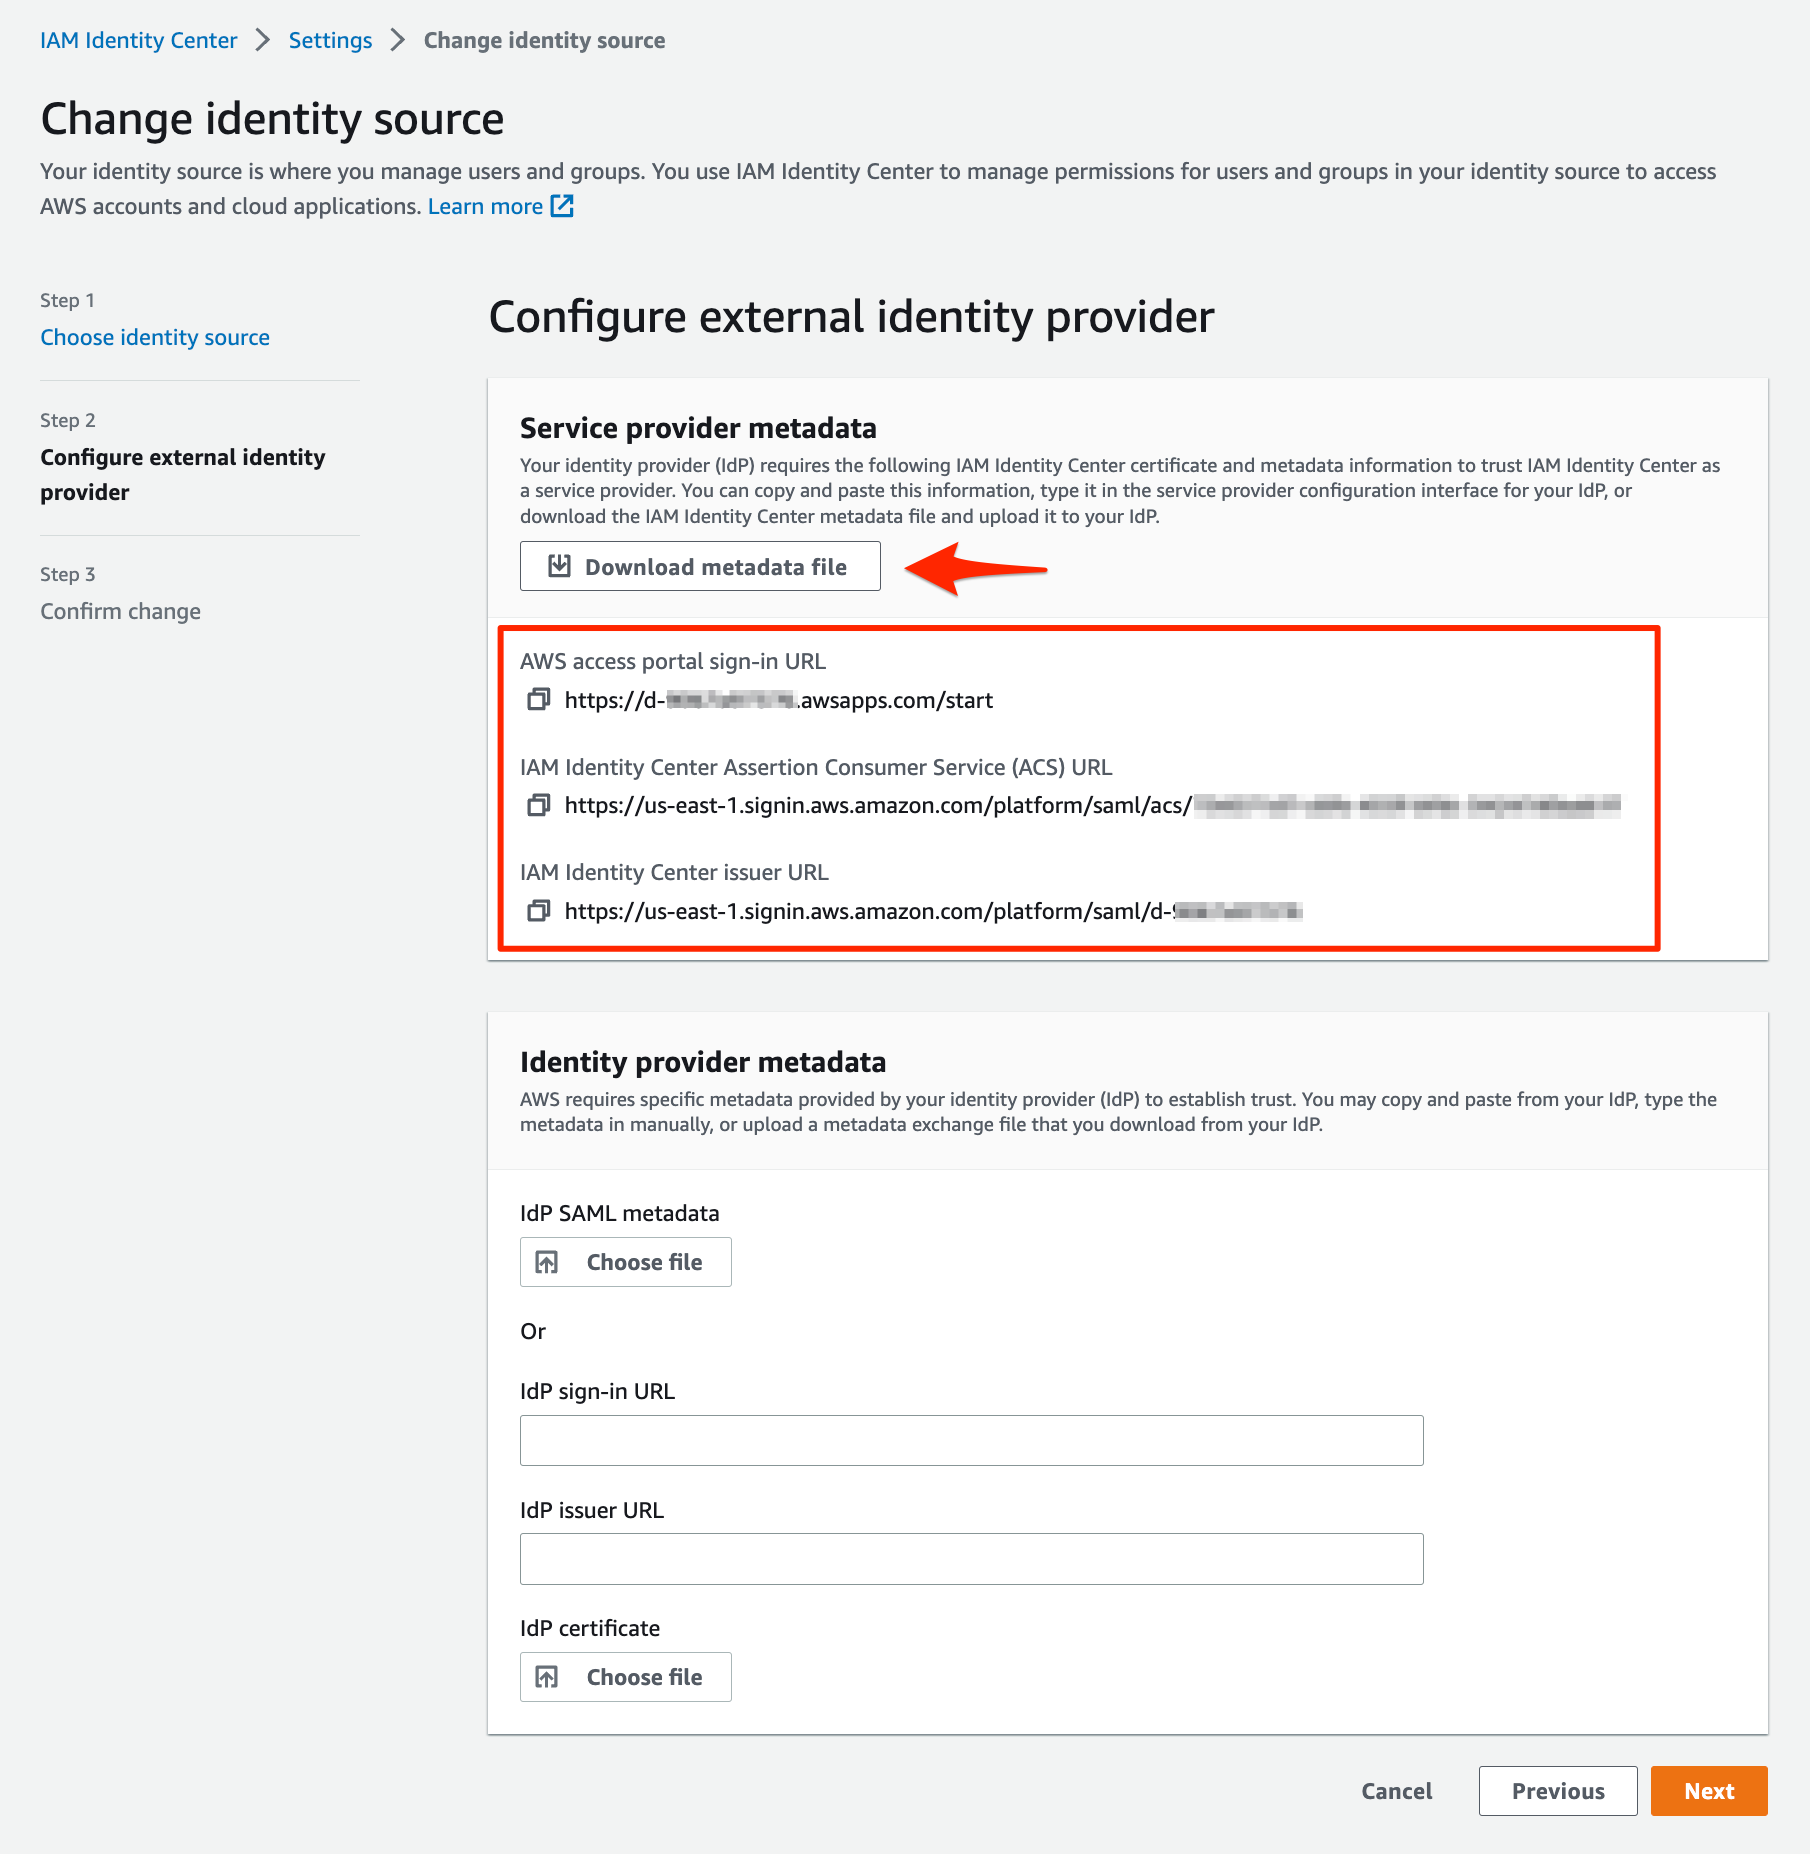 IAM Identity Center > Settings > Change identity source
Change identity source
Your identity source is where you manage users and groups. You use IAM Identity Center to manage permissions for users and groups in your identity source to access
AWS accounts and cloud applications. Learn more
Step 1
Choose identity source
Step 2
Configure external identity
provider
Step 3
Confirm change
Configure external identity provider
Service provider metadata
Your identity provider (IdP) requires the following IAM Identity Center certificate and metadata information to trust IAM Identity Center as
a service provider. You can copy and paste this information, type it in the service provider configuration interface for your IdP, or
download the IAM Identity Center metadata file and upload it to your IdP.
Download metadata file
AWS access portal sign-in URL
https://d- .awsapps.com/start
IAM Identity Center Assertion Consumer Service (ACS) URL
https://us-east-1.signin.aws.amazon.com/platform/saml/acs/
IAM Identity Center issuer URL
https://us-east-1.signin.aws.amazon.com/platform/saml/d-
Identity provider metadata
AWS requires specific metadata provided by your identity provider (IdP) to establish trust. You may copy and paste from your IdP, type the
metadata in manually, or upload a metadata exchange file that you download from your IdP.
IdP SAML metadata
Choose file
Or
IdP sign-in URL
IdP issuer URL
IdP certificate
Choose file
Cancel
Previous
Next